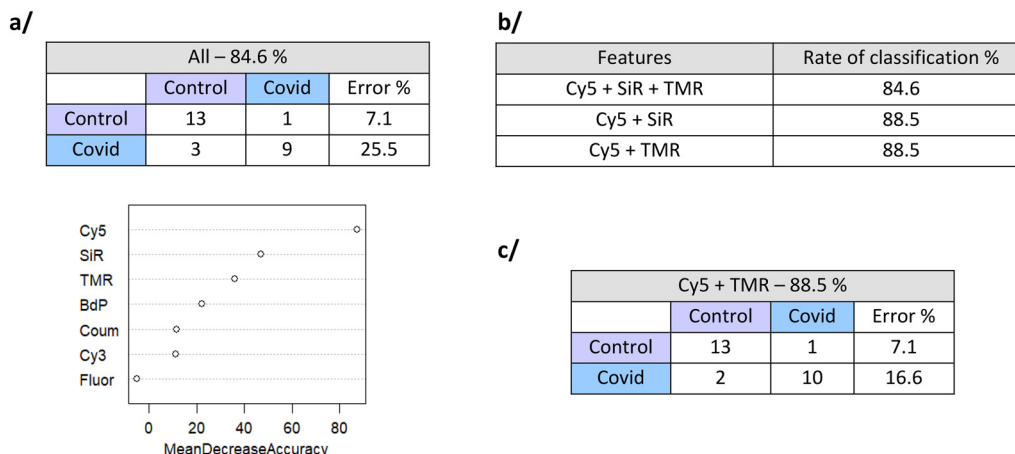 a/
All – 84.6 %
Control Covid Error %
Control 13 1 7.1
Covid 3 9 25.5
Cy5
SiR
TMR
BdP
Coum
Cy3
Fluor
0 20 40 60 80
MeanDecreaseAccuracy
b/
Features Rate of classification %
Cy5 + SiR + TMR 84.6
Cy5 + SiR 88.5
Cy5 + TMR 88.5
c/
Cy5 + TMR – 88.5 %
Control Covid Error %
Control 13 1 7.1
Covid 2 10 16.6